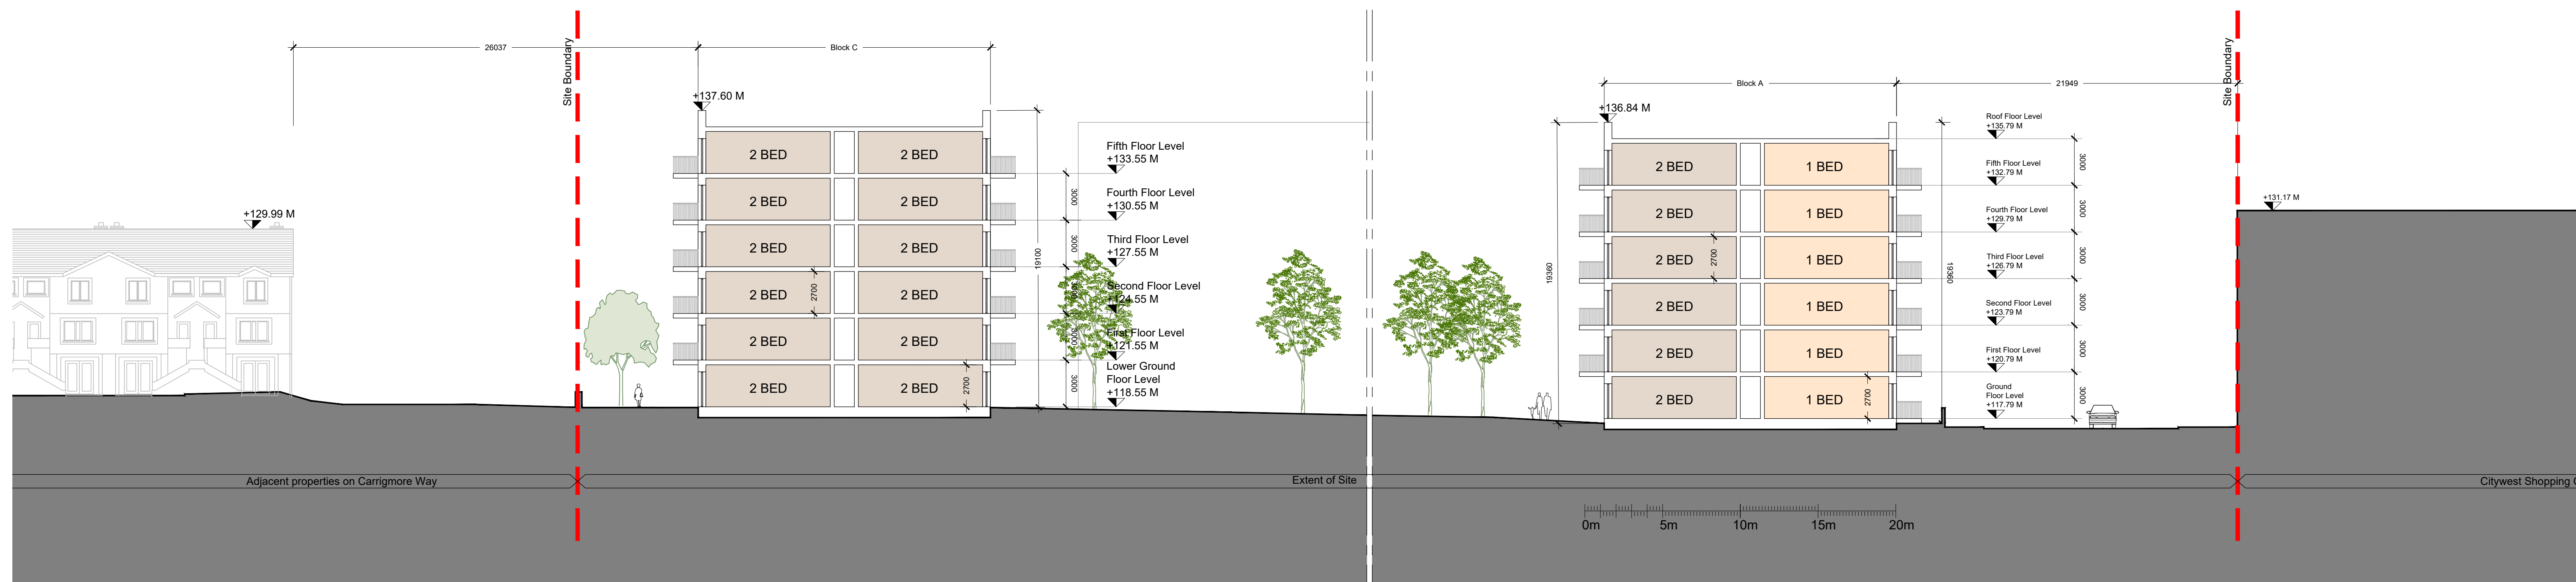 Site Boundary
26037
Block C
+137.60 M
+129.99 M
2 BED
2 BED
2 BED
2 BED
2 BED
2 BED
2 BED
2 BED
2 BED
2 BED
2 BED
2 BED
2700
2700
19100
Fifth Floor Level
+133.55 M
3000
Fourth Floor Level
+130.55 M
3000
Third Floor Level
+127.55 M
3000
Second Floor Level
+124.55 M
3000
First Floor Level
+121.55 M
3000
Lower Ground
Floor Level
+118.55 M
Block A
21949
Site Boundary
+136.84 M
19360
2 BED
1 BED
2 BED
1 BED
2 BED
1 BED
2 BED
1 BED
2 BED
1 BED
2 BED
1 BED
2700
2700
19360
Roof Floor Level
+135.79 M
3000
Fifth Floor Level
+132.79 M
3000
Fourth Floor Level
+129.79 M
3000
Third Floor Level
+126.79 M
3000
Second Floor Level
+123.79 M
3000
First Floor Level
+120.79 M
3000
Ground
Floor Level
+117.79 M
+131.17 M
Adjacent properties on Carrigmore Way
Extent of Site
Citywest Shopping
0m
5m
10m
15m
20m